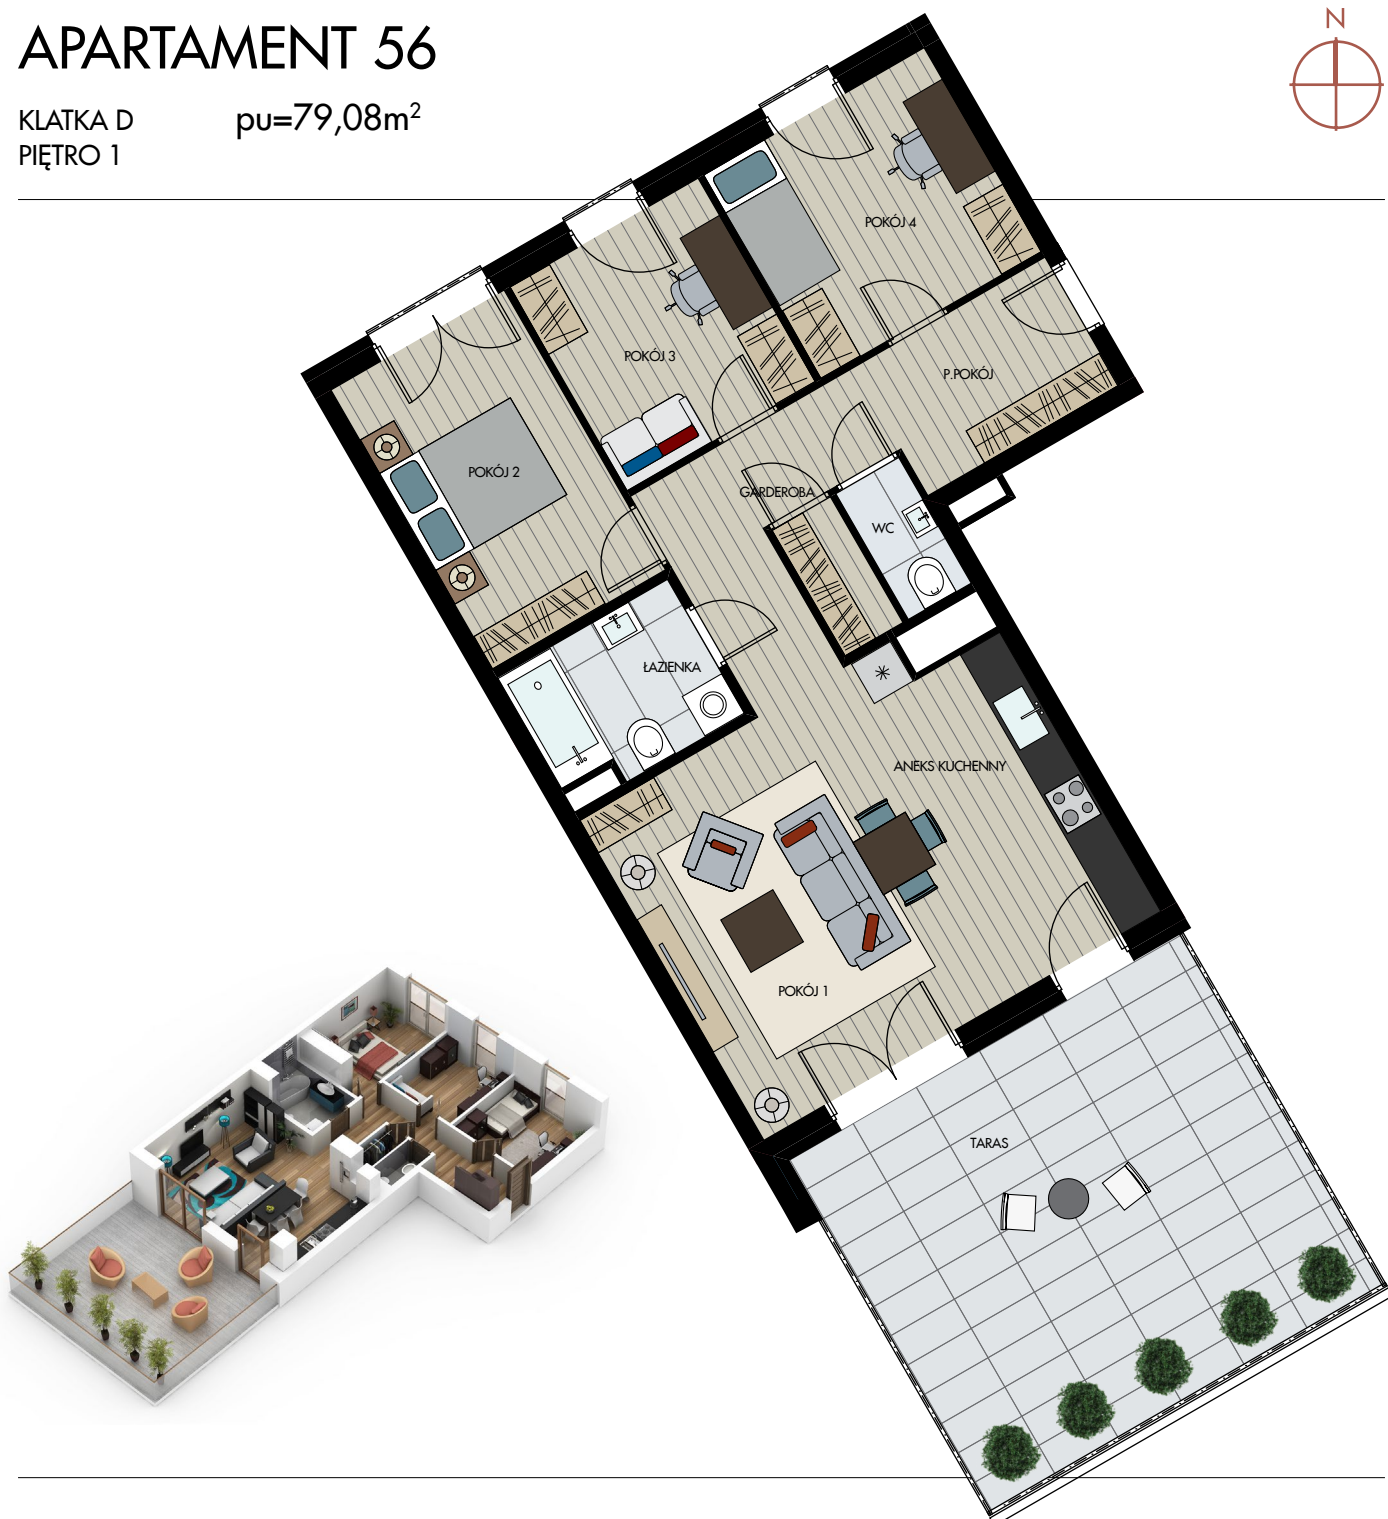 APARTAMENT 56
N
KLATKA D
pu=79,08m²
PIĘTRO 1
POKÓJ 4
POKÓJ 3
P.POKÓJ
POKÓJ 2
GARDEROBA
WC
ŁAZIENKA
ANEKS KUCHENNY
POKÓJ 1
TARAS